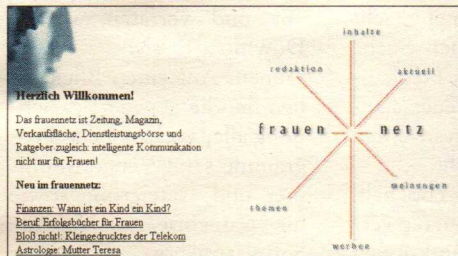 Herzlich Willkommen!
Das frauennetz ist Zeitung, Magazin,
Verkaufsfläche, Dienstleistungsbörse und
Ratgeber zugleich: intelligente Kommunikation
nicht nur für Frauen!
Neu im frauennetz:
Finanzen: Wann ist ein Kind ein Kind?
Beruf: Erfolgsbücher für Frauen
Bloß nicht!: Kleingedrucktes der Telekom
Astrologie: Mutter Teresa
inhalte
redaktion
aktuell
frauen netz
meinungen
themen
werben